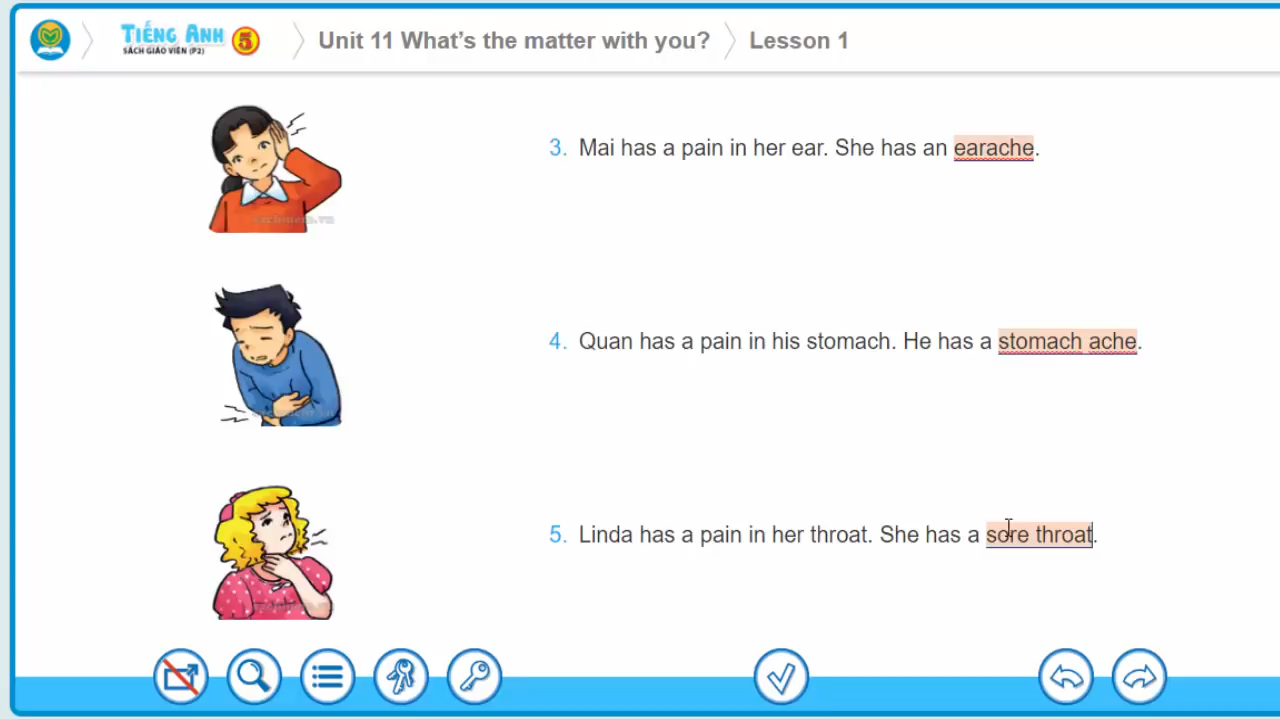 TIẾNG ANH 5
SÁCH GIÁO VIÊN (P2)
Unit 11 What's the matter with you?
Lesson 1
3. Mai has a pain in her ear. She has an earache.
sachmem.vn
4. Quan has a pain in his stomach. He has a stomach ache.
5. Linda has a pain in her throat. She has a sore throat.